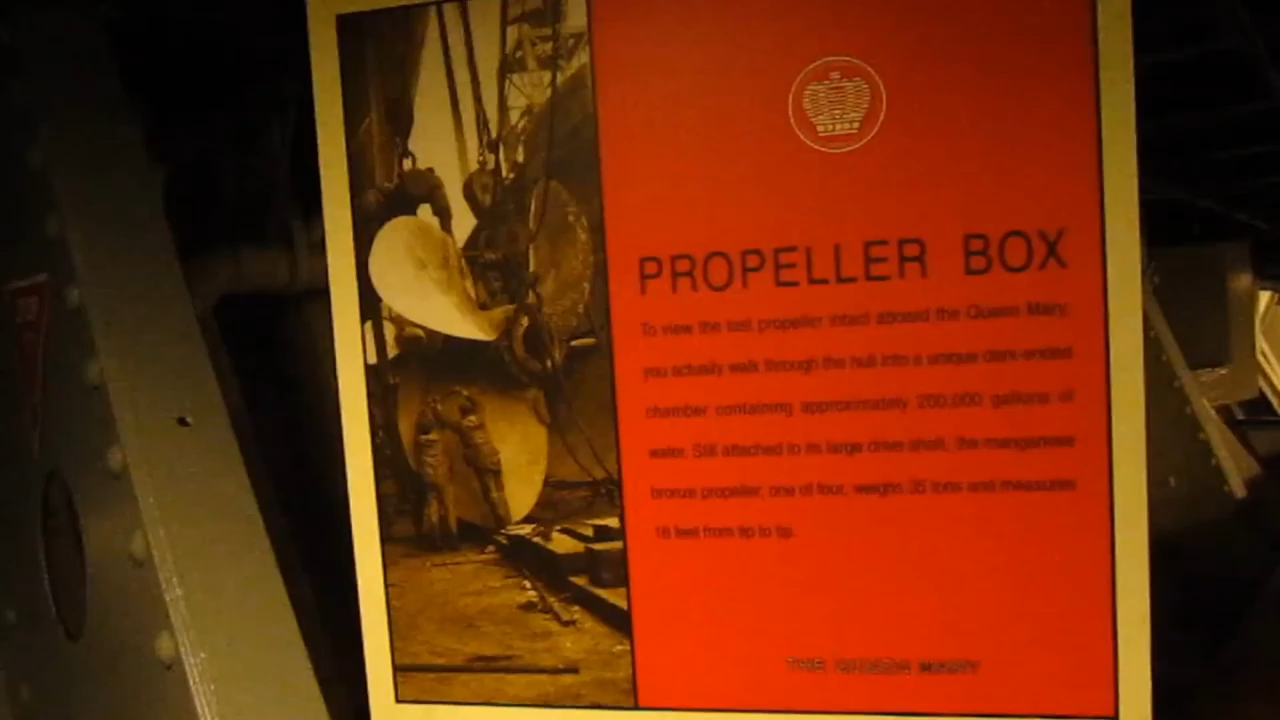 PROPELLER BOX
To view the last propeller intact aboard the Queen Mary,
you actually walk through the hull into a unique open-ended
chamber containing approximately 200,000 gallons of
water. Still attached to its large drive shaft, the manganese
bronze propeller, one of four, weighs 35 tons and measures
18 feet from tip to tip.
THE QUEEN MARY